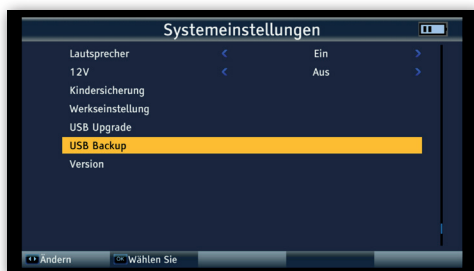 Systemeinstellungen
Lautsprecher < Ein >
12V < Aus >
Kindersicherung
Werkseinstellung
USB Upgrade
USB Backup
Version
Ändern OK Wählen Sie